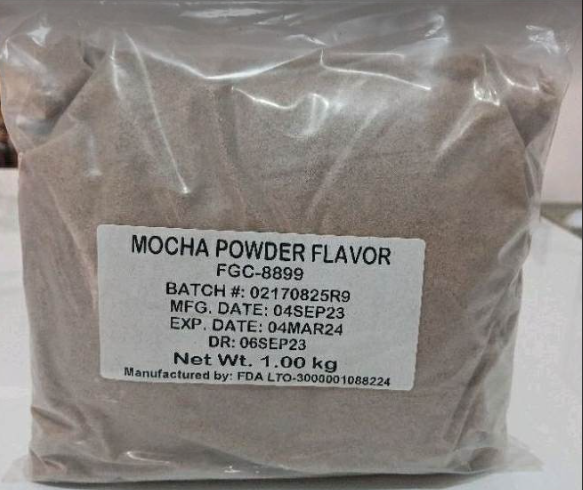 MOCHA POWDER FLAVOR
FGC-8899
BATCH #: 02170825R9
MFG. DATE: 04SEP23
EXP. DATE: 04MAR24
DR: 06SEP23
Net Wt. 1.00 kg
Manufactured by: FDA LTO-3000001088224